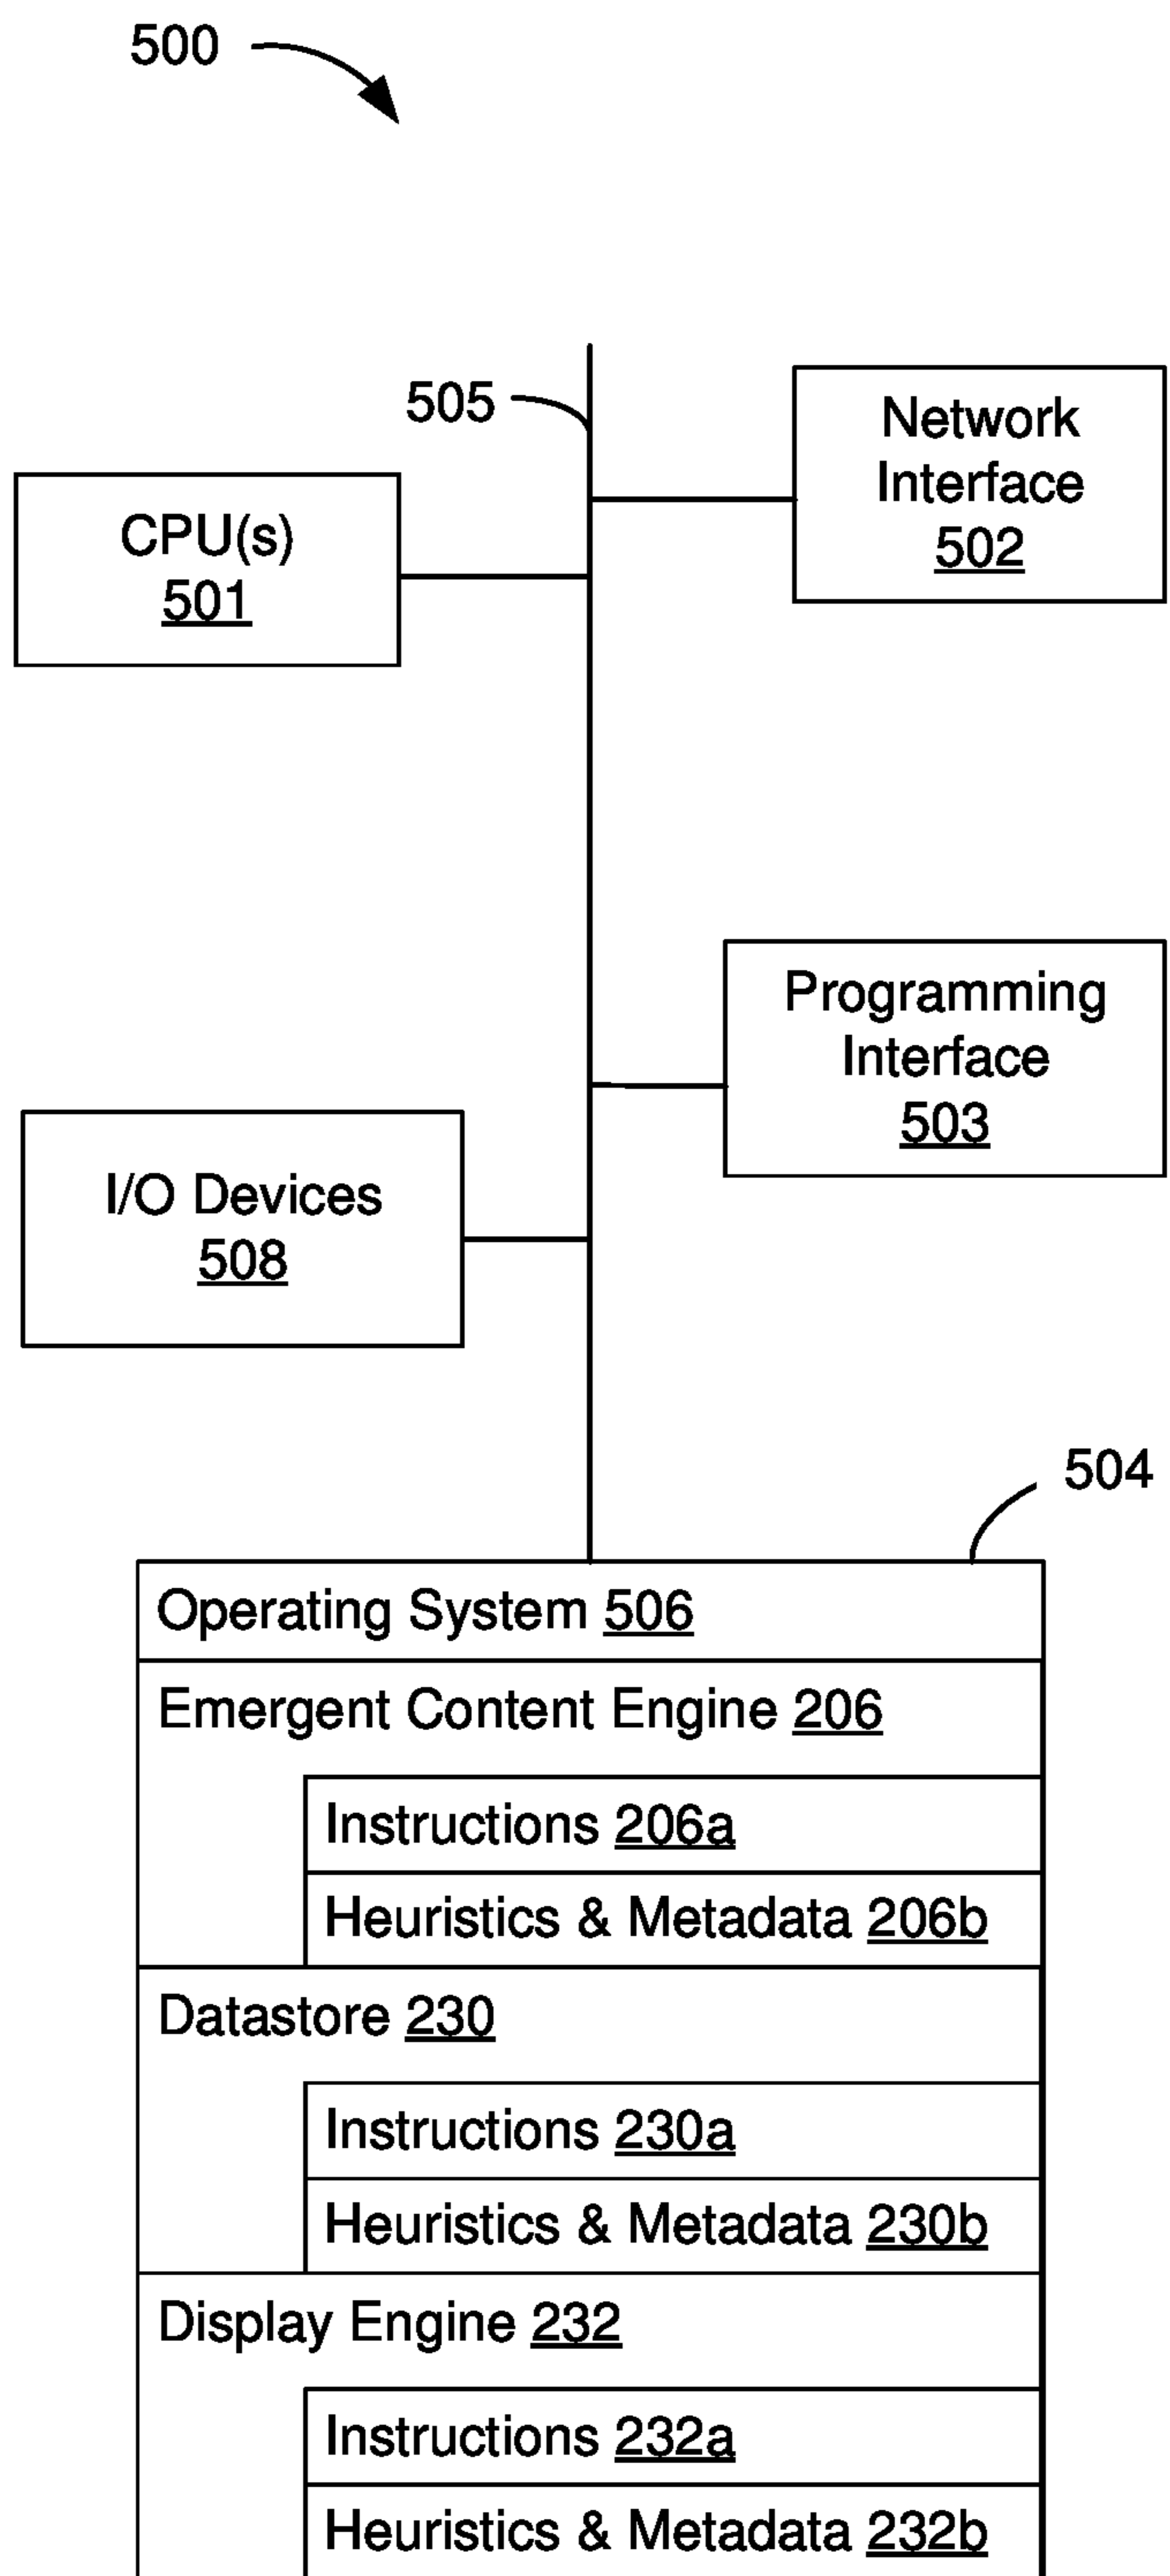 500
505
Network
Interface
502
CPU(s)
501
Programming
Interface
503
I/O Devices
508
504
Operating System 506
Emergent Content Engine 206
Instructions 206a
Heuristics & Metadata 206b
Datastore 230
Instructions 230a
Heuristics & Metadata 230b
Display Engine 232
Instructions 232a
Heuristics & Metadata 232b